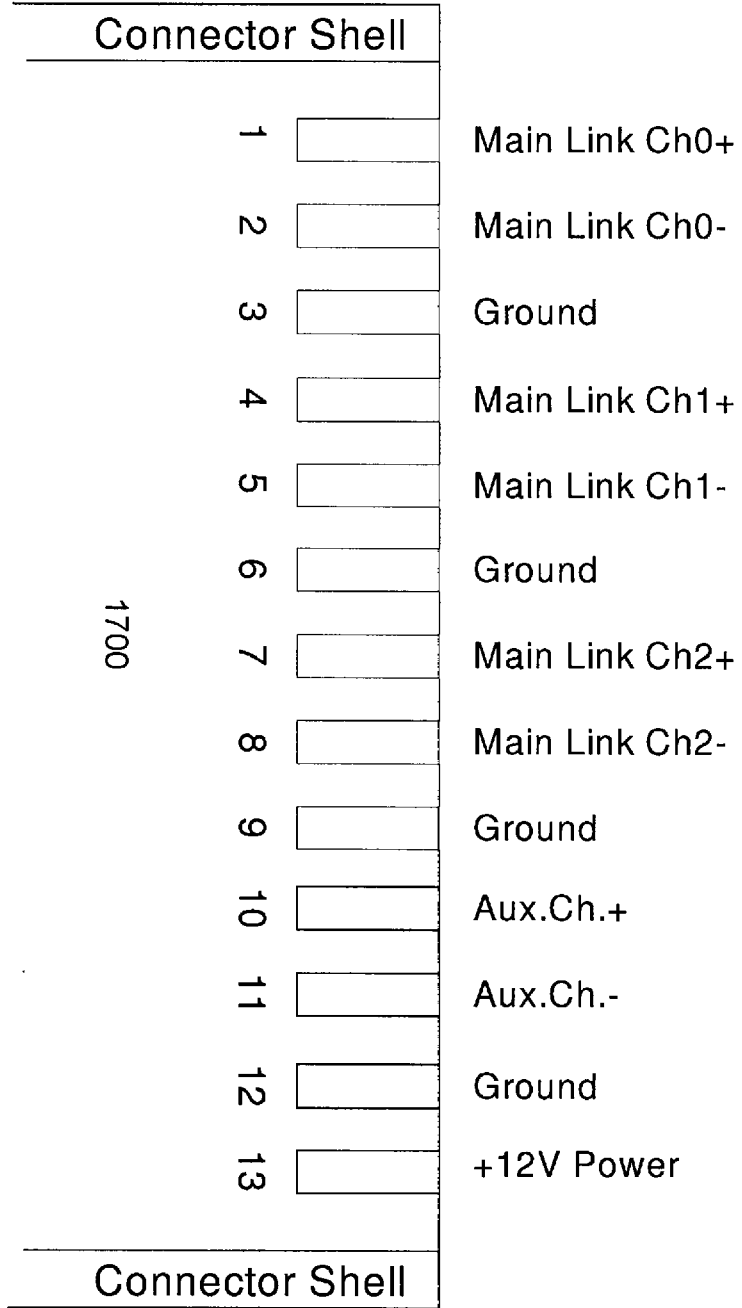 Connector Shell
1 Main Link Ch0+
2 Main Link Ch0-
3 Ground
4 Main Link Ch1+
5 Main Link Ch1-
6 Ground
1700
7 Main Link Ch2+
8 Main Link Ch2-
9 Ground
10 Aux.Ch.+
11 Aux.Ch.-
12 Ground
13 +12V Power
Connector Shell